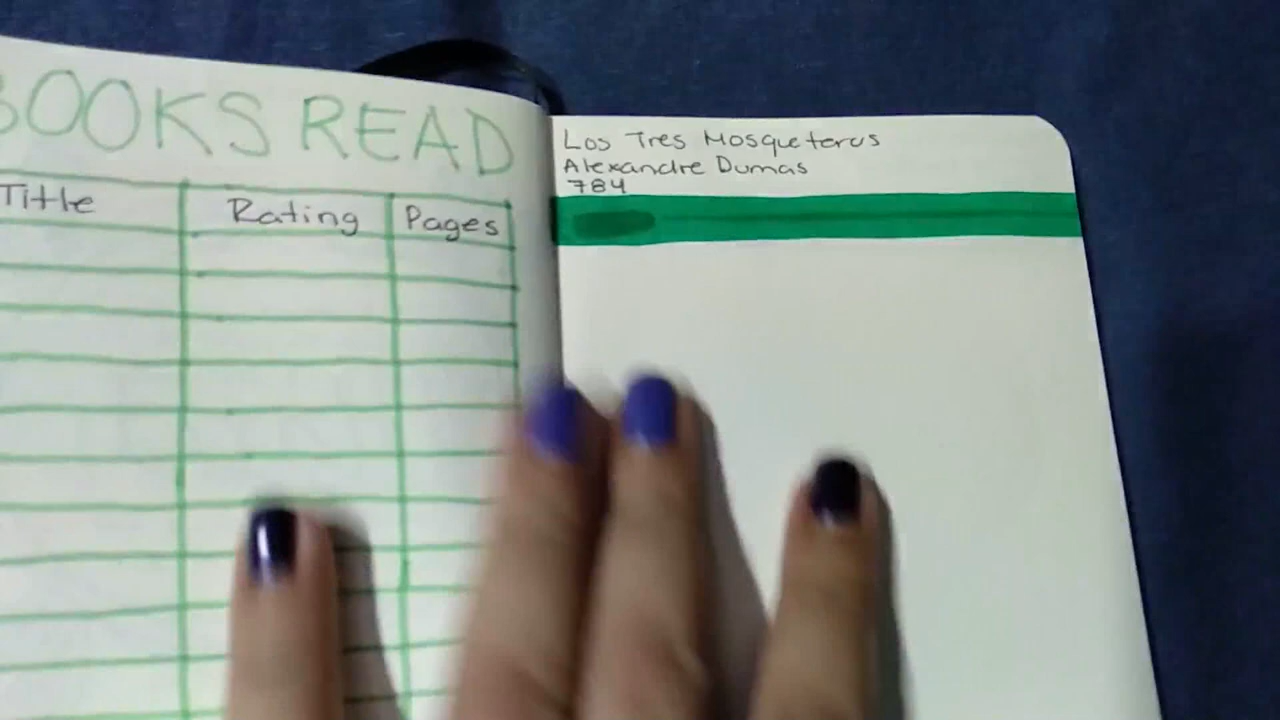 BOOKS READ
Title Rating Pages
Los Tres Mosqueteros
Alexandre Dumas
784